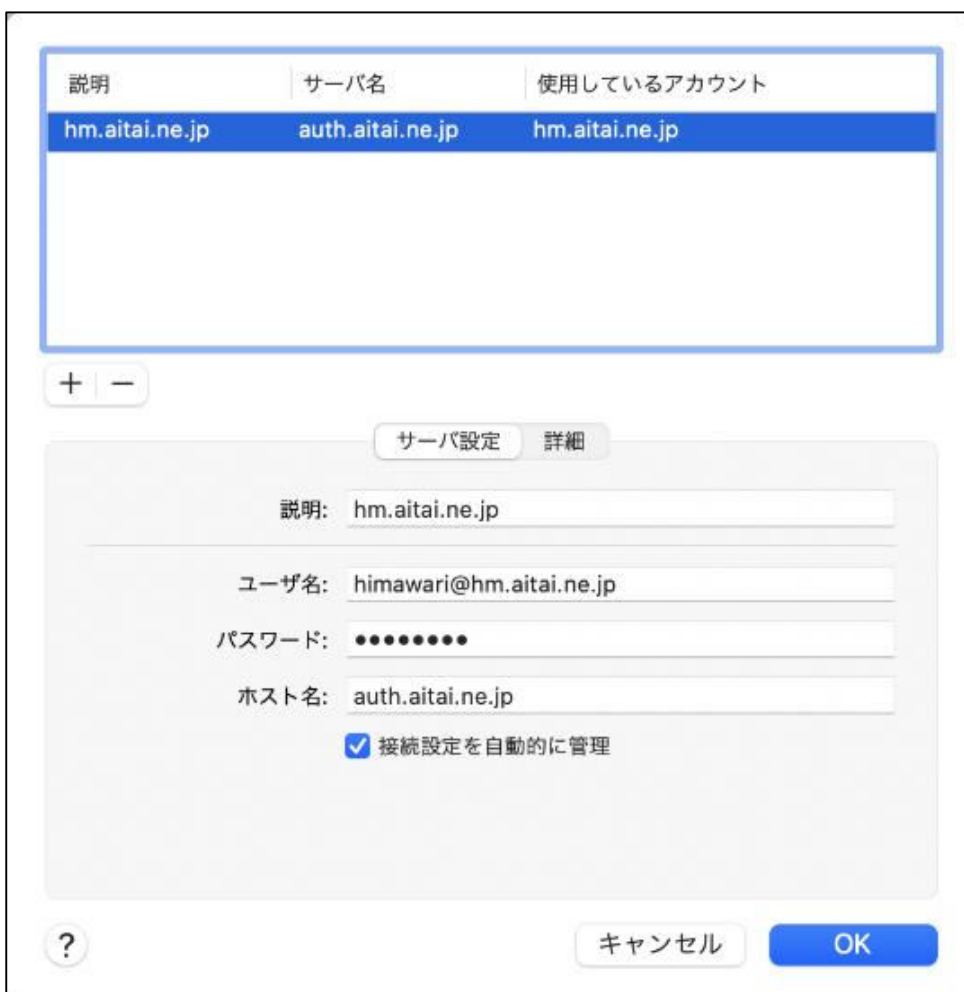 説明 サーバ名 使用しているアカウント
hm.aitai.ne.jp auth.aitai.ne.jp hm.aitai.ne.jp
+ −
サーバ設定 詳細
説明: hm.aitai.ne.jp
ユーザ名: himawari@hm.aitai.ne.jp
パスワード: ●●●●●●●●
ホスト名: auth.aitai.ne.jp
接続設定を自動的に管理
? キャンセル OK